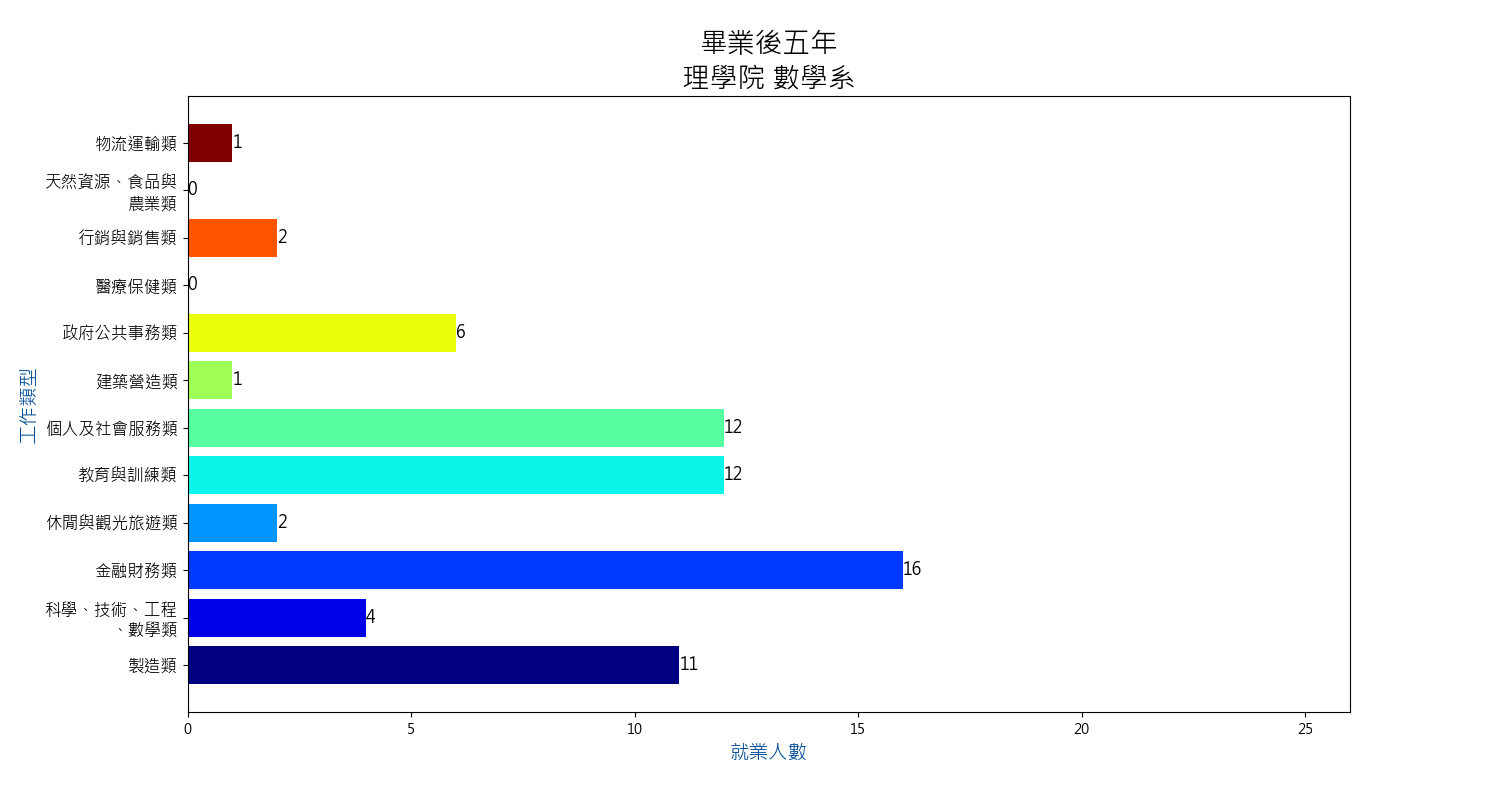 畢業後五年
理學院 數學系
物流運輸類
1
天然資源、食品與
農業類
0
行銷與銷售類
2
醫療保健類
0
政府公共事務類
6
建築營造類
1
個人及社會服務類
12
教育與訓練類
12
休閒與觀光旅遊類
2
金融財務類
16
科學、技術、工程
、數學類
4
製造類
11
工作類型
0 5 10 15 20 25
就業人數